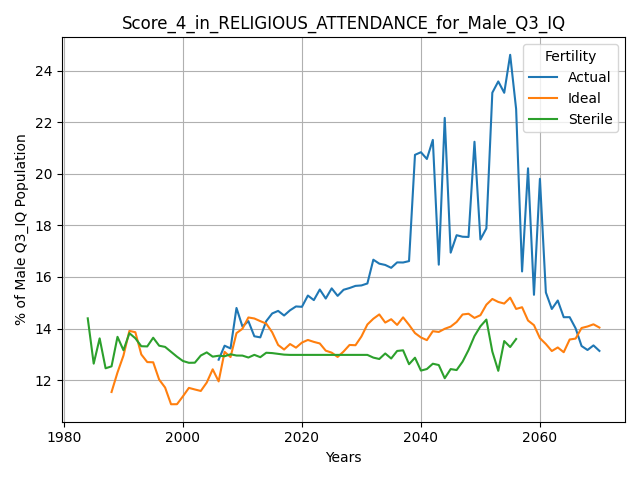 Score_4_in_RELIGIOUS_ATTENDANCE_for_Male_Q3_IQ
Fertility
Actual
Ideal
Sterile
% of Male Q3_IQ Population
24
22
20
18
16
14
12
1980
2000
2020
2040
2060
Years